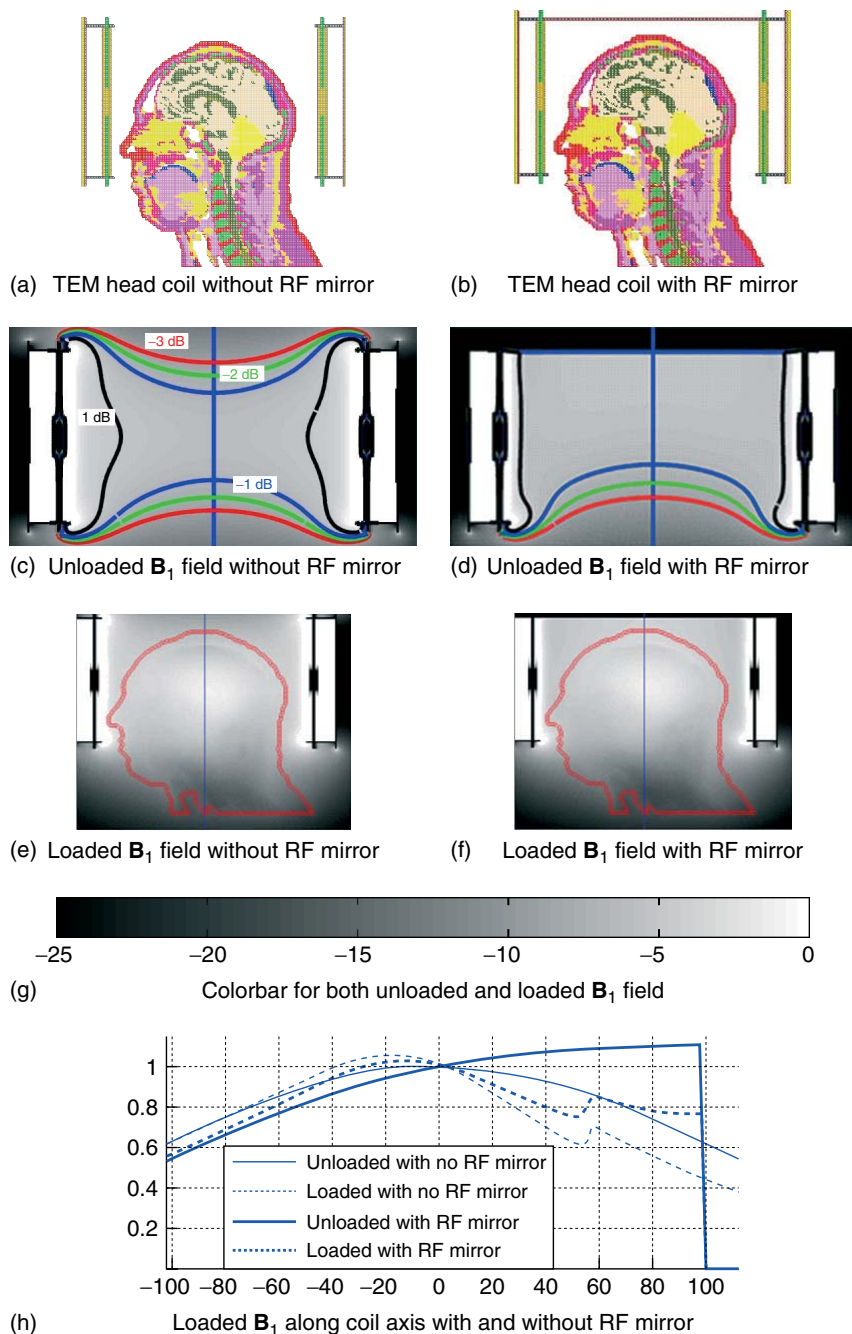 (a) TEM head coil without RF mirror
(b) TEM head coil with RF mirror
−3 dB
−2 dB
1 dB
−1 dB
(c) Unloaded B1 field without RF mirror
(d) Unloaded B1 field with RF mirror
(e) Loaded B1 field without RF mirror
(f) Loaded B1 field with RF mirror
−25 −20 −15 −10 −5 0
(g) Colorbar for both unloaded and loaded B1 field
1
0.8
0.6
0.4
0.2
Unloaded with no RF mirror
Loaded with no RF mirror
Unloaded with RF mirror
Loaded with RF mirror
−100 −80 −60 −40 −20 0 20 40 60 80 100
(h) Loaded B1 along coil axis with and without RF mirror